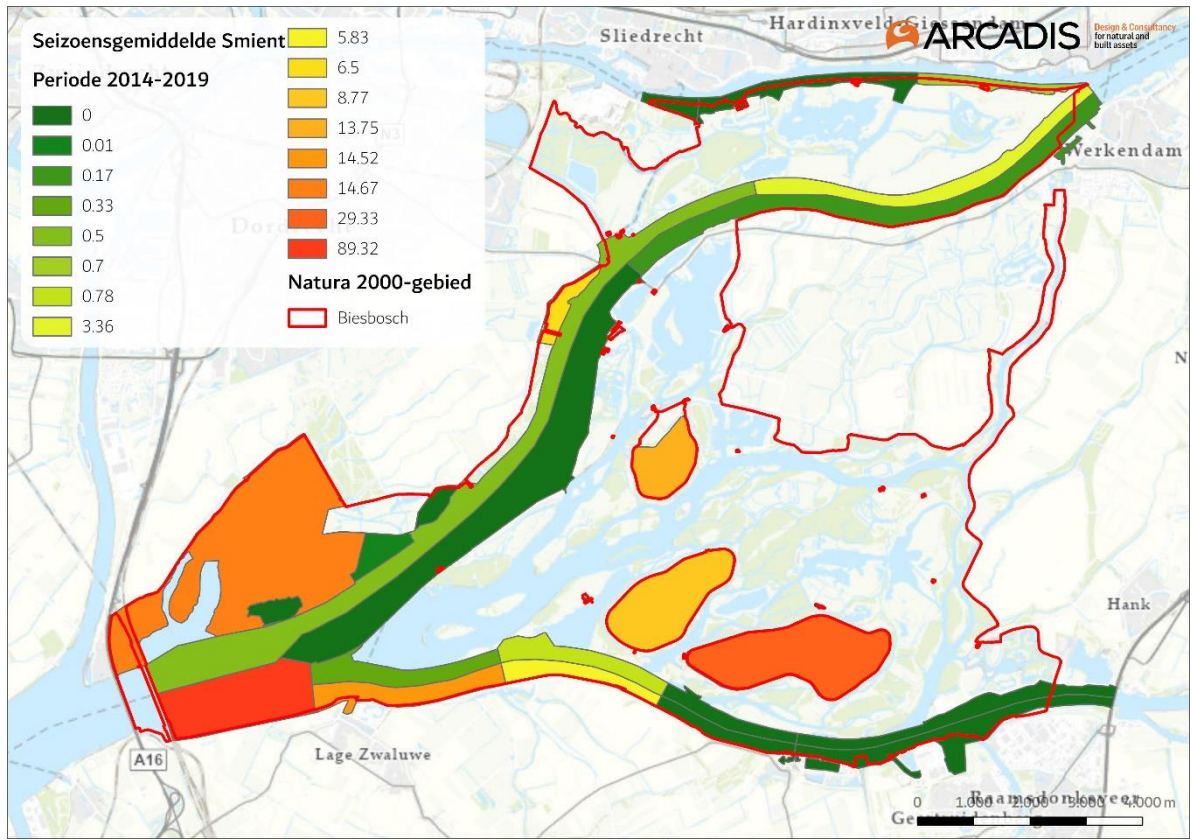 Seizoensgemiddelde Smient
Periode 2014-2019
0
0.01
0.17
0.33
0.5
0.7
0.78
3.36
5.83
6.5
8.77
13.75
14.52
14.67
29.33
89.32
Natura 2000-gebied
Biesbosch
Sliedrecht
Hardinxveld-Giessendam
ARCADIS
Design & Consultancy
for natural and
built assets
N3
Werkendam
N
Hank
A16
Lage Zwaluwe
Raamsdonksveer
Geertruidenberg
0 1.000 2.000 3.000 4.000 m